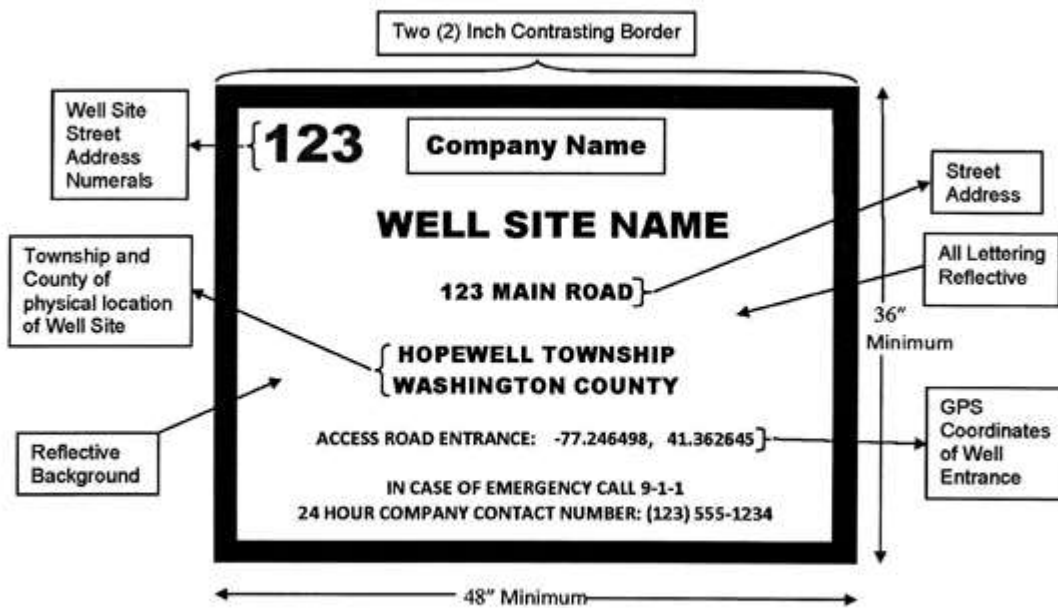 Two (2) Inch Contrasting Border
Well Site
Street
Address
Numerals
123
Company Name
Street
Address
WELL SITE NAME
Township and
County of
physical location
of Well Site
All Lettering
Reflective
123 MAIN ROAD
36"
Minimum
HOPEWELL TOWNSHIP
WASHINGTON COUNTY
GPS
Coordinates
of Well
Entrance
Reflective
Background
ACCESS ROAD ENTRANCE: -77.246498, 41.362645
IN CASE OF EMERGENCY CALL 9-1-1
24 HOUR COMPANY CONTACT NUMBER: (123) 555-1234
48" Minimum